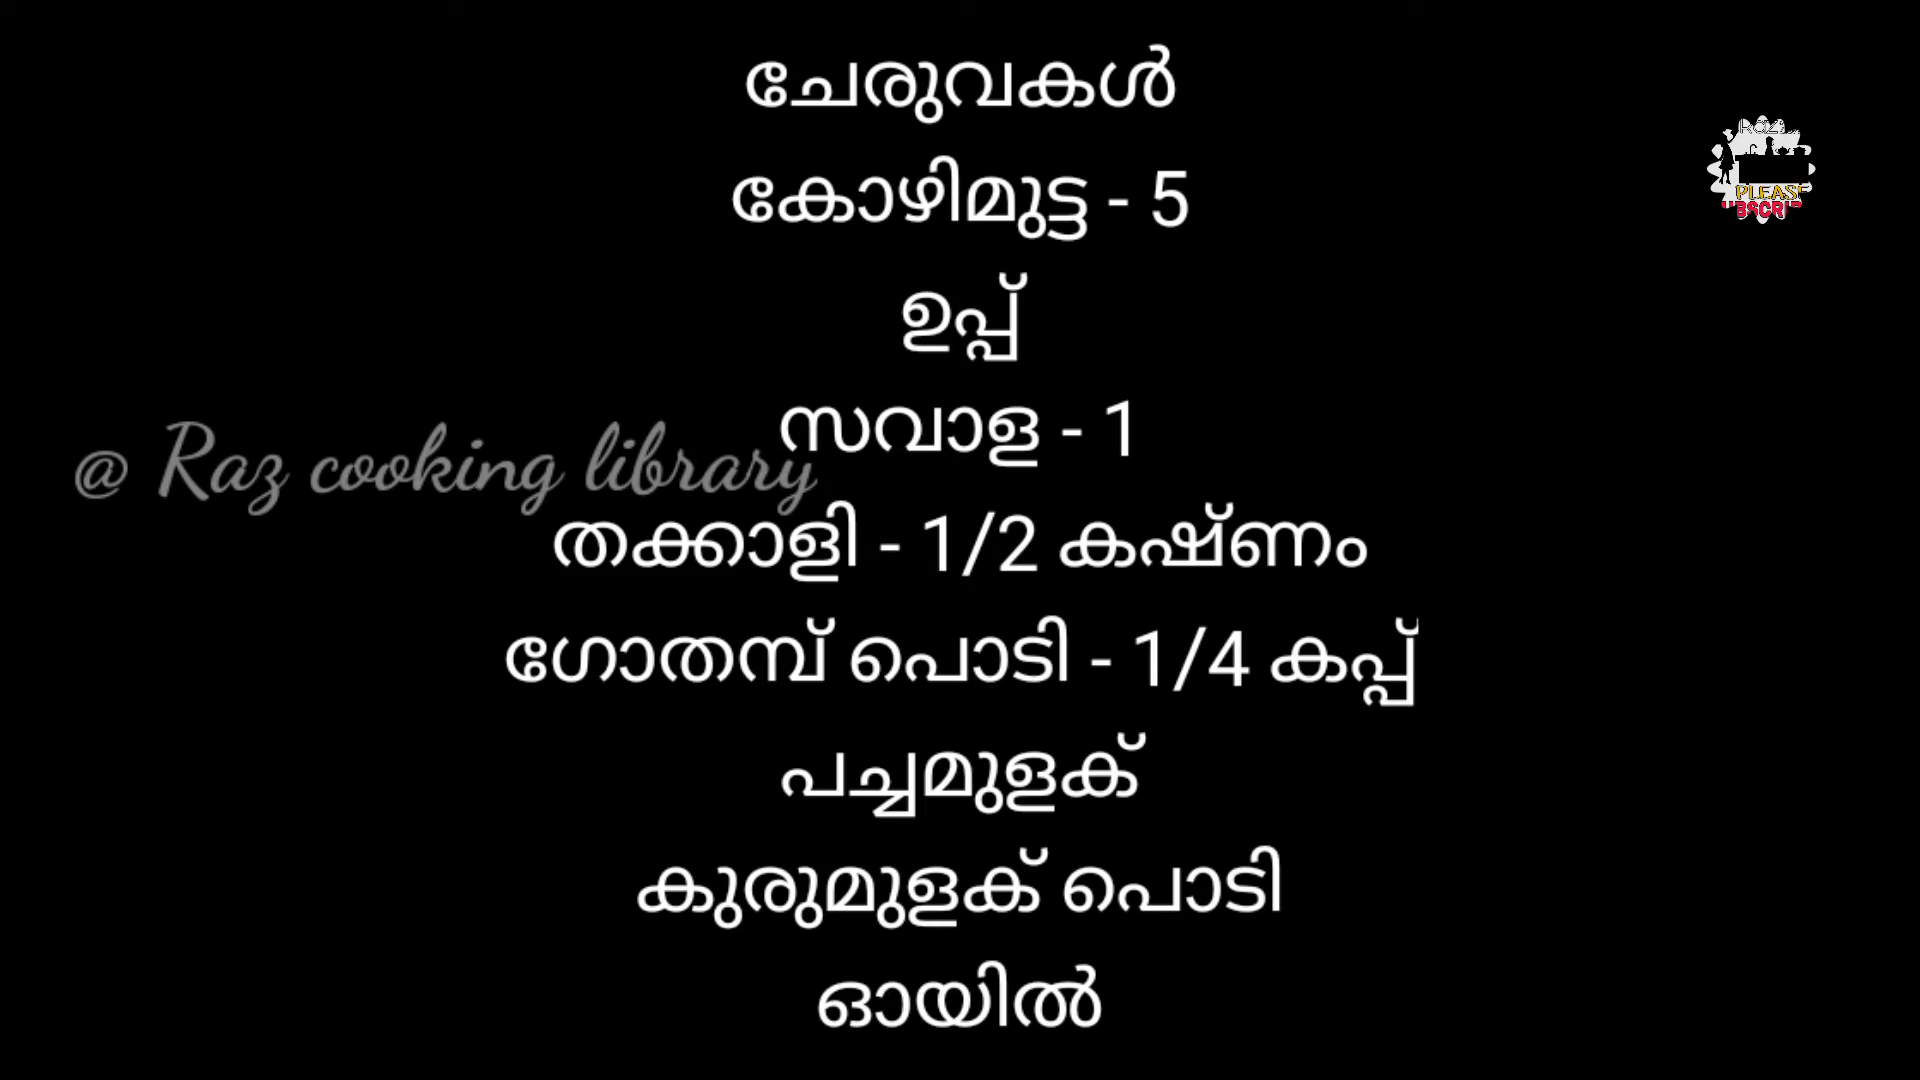 ചേരുവകൾ
കോഴിമുട്ട - 5
ഉപ്പ്
സവാള - 1
@ Raz cooking library
തക്കാളി - 1/2 കഷ്ണം
ഗോതമ്പ് പൊടി - 1/4 കപ്പ്
പച്ചമുളക്
കുരുമുളക് പൊടി
ഓയിൽ
PLEASE